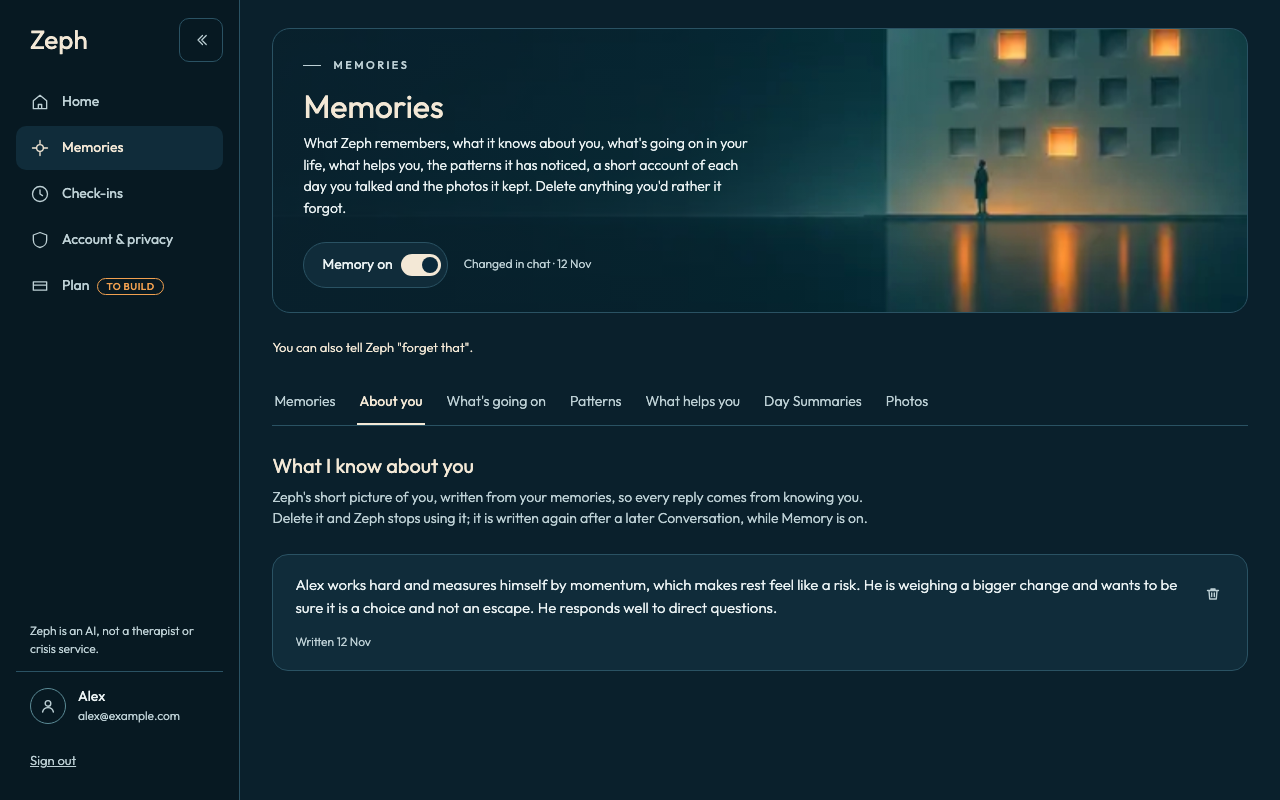 Zeph
Home
Memories
Check-ins
Account & privacy
Plan TO BUILD
Zeph is an AI, not a therapist or
crisis service.
Alex
alex@example.com
Sign out
MEMORIES
Memories
What Zeph remembers, what it knows about you, what's going on in your
life, what helps you, the patterns it has noticed, a short account of each
day you talked and the photos it kept. Delete anything you'd rather it
forgot.
Memory on
Changed in chat · 12 Nov
You can also tell Zeph "forget that".
Memories About you What's going on Patterns What helps you Day Summaries Photos
What I know about you
Zeph's short picture of you, written from your memories, so every reply comes from knowing you.
Delete it and Zeph stops using it; it is written again after a later Conversation, while Memory is on.
Alex works hard and measures himself by momentum, which makes rest feel like a risk. He is weighing a bigger change and wants to be
sure it is a choice and not an escape. He responds well to direct questions.
Written 12 Nov